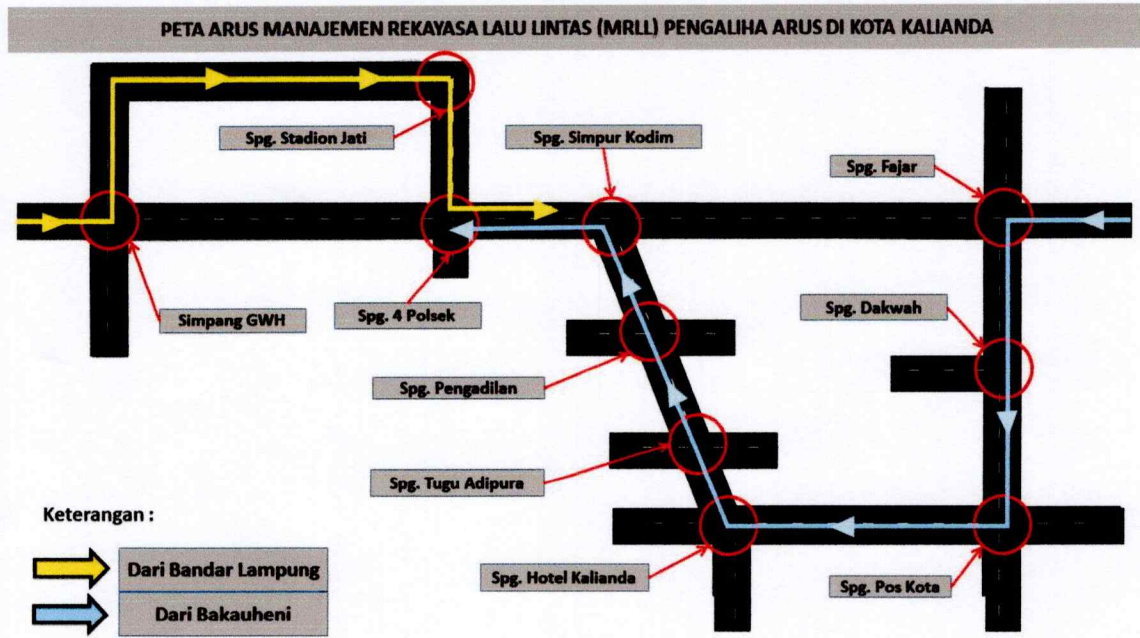 PETA ARUS MANAJEMEN REKAYASA LALU LINTAS (MRLL) PENGALIHA ARUS DI KOTA KALIANDA
Spg. Stadion Jati
Spg. Simpur Kodim
Spg. Fajar
Simpang GWH
Spg. 4 Polsek
Spg. Dakwah
Spg. Pengadilan
Spg. Tugu Adipura
Spg. Hotel Kalianda
Spg. Pos Kota
Keterangan :
Dari Bandar Lampung
Dari Bakauheni